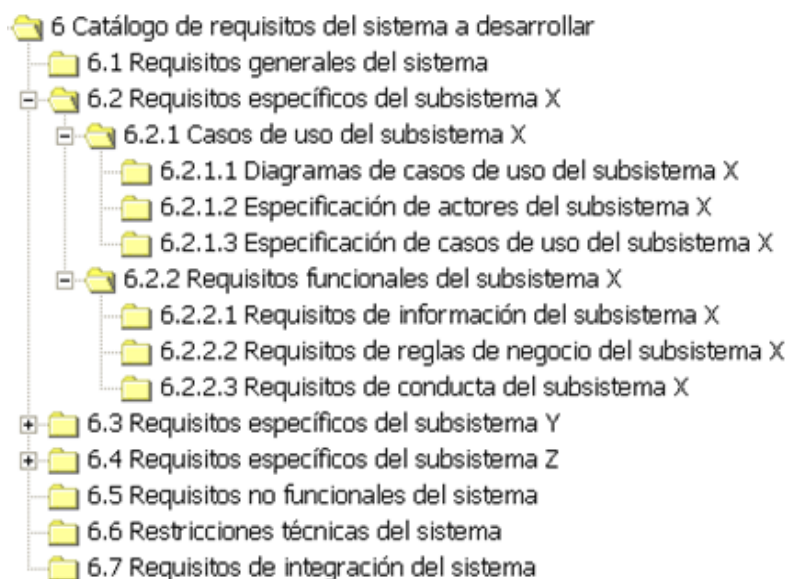 6 Catálogo de requisitos del sistema a desarrollar
6.1 Requisitos generales del sistema
6.2 Requisitos específicos del subsistema X
6.2.1 Casos de uso del subsistema X
6.2.1.1 Diagramas de casos de uso del subsistema X
6.2.1.2 Especificación de actores del subsistema X
6.2.1.3 Especificación de casos de uso del subsistema X
6.2.2 Requisitos funcionales del subsistema X
6.2.2.1 Requisitos de información del subsistema X
6.2.2.2 Requisitos de reglas de negocio del subsistema X
6.2.2.3 Requisitos de conducta del subsistema X
6.3 Requisitos específicos del subsistema Y
6.4 Requisitos específicos del subsistema Z
6.5 Requisitos no funcionales del sistema
6.6 Restricciones técnicas del sistema
6.7 Requisitos de integración del sistema